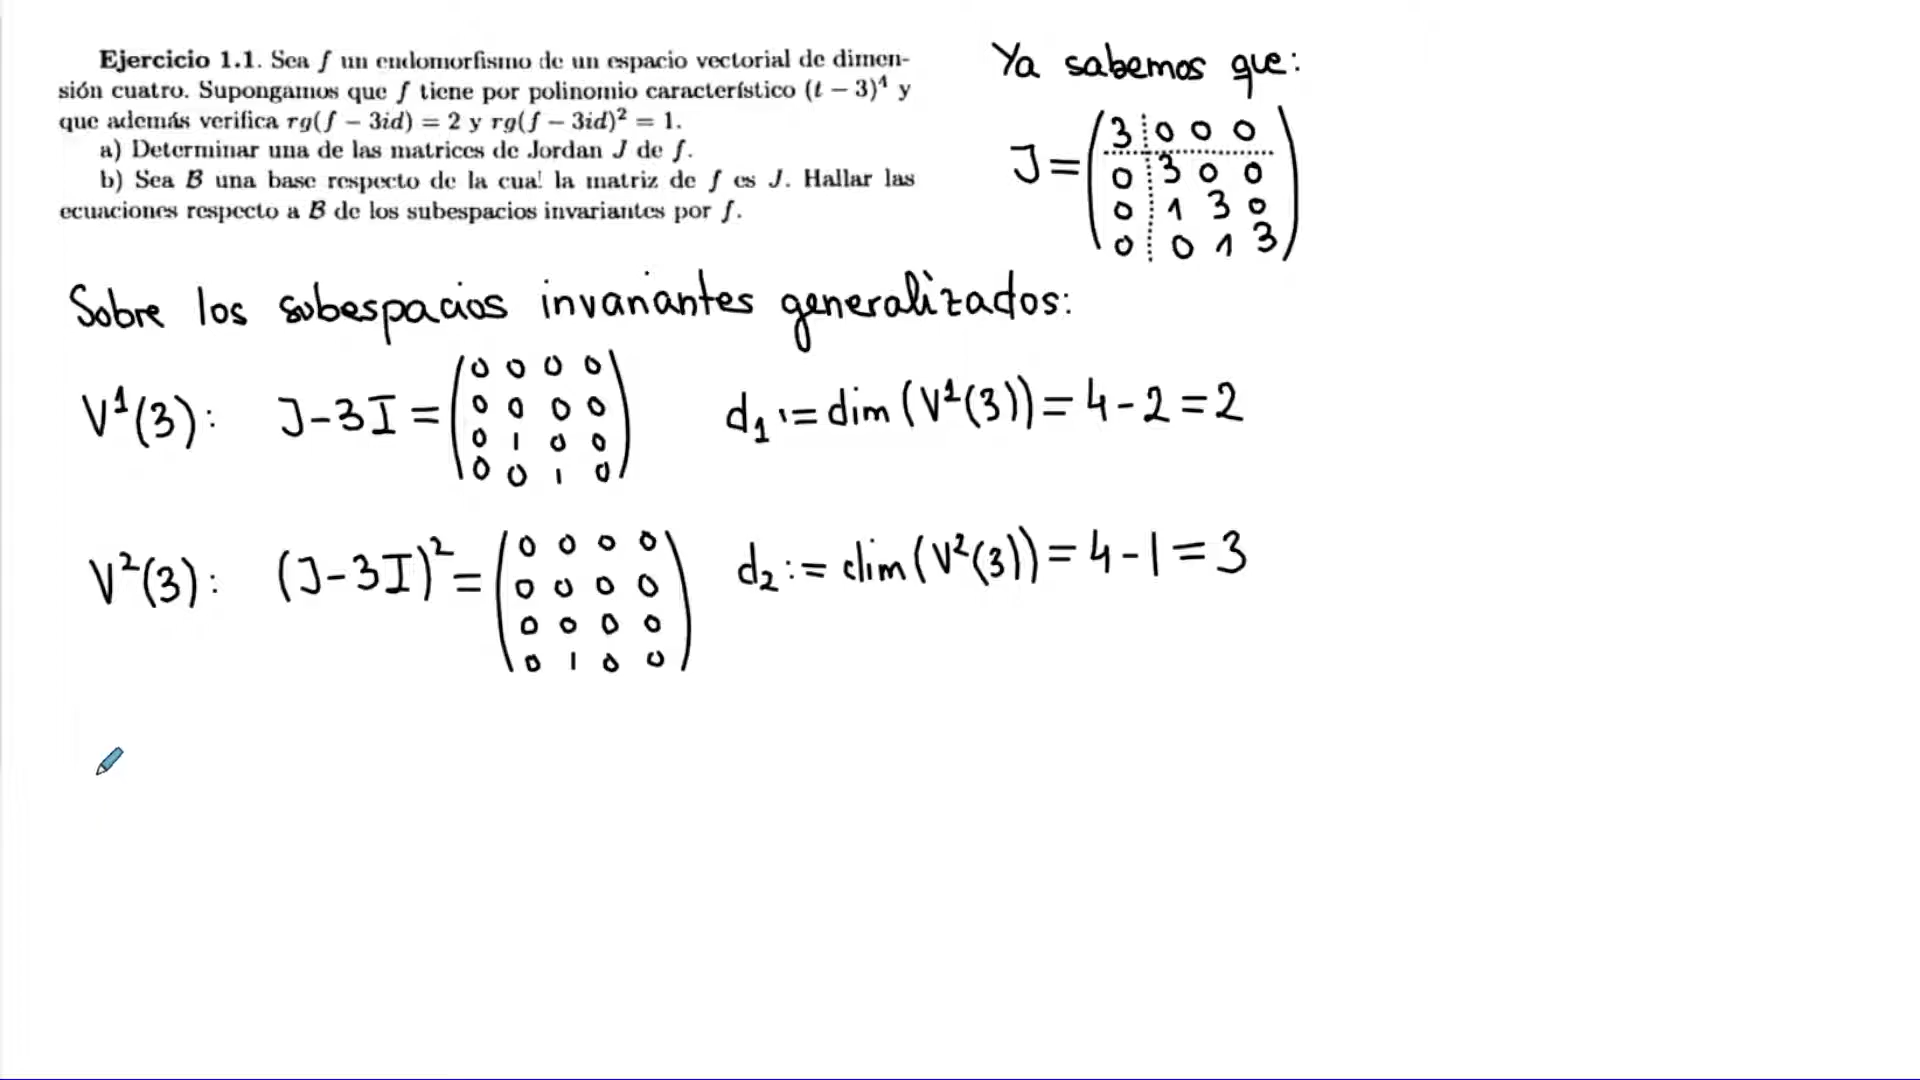 Ejercicio 1.1. Sea f un endomorfismo de un espacio vectorial de dimen-
sión cuatro. Supongamos que f tiene por polinomio característico (t − 3)⁴ y
que además verifica rg(f − 3id) = 2 y rg(f − 3id)² = 1.
a) Determinar una de las matrices de Jordan J de f.
b) Sea B una base respecto de la cual la matriz de f es J. Hallar las
ecuaciones respecto a B de los subespacios invariantes por f.
Ya sabemos que:
J = ( 3 0 0 0
0 3 0 0
0 1 3 0
0 0 1 3 )
Sobre los subespacios invariantes generalizados:
V¹(3): J-3I = ( 0 0 0 0
0 0 0 0
0 1 0 0
0 0 1 0 )
d₁ := dim (V¹(3)) = 4 - 2 = 2
V²(3): (J-3I)² = ( 0 0 0 0
0 0 0 0
0 0 0 0
0 1 0 0 )
d₂ := dim (V²(3)) = 4 - 1 = 3